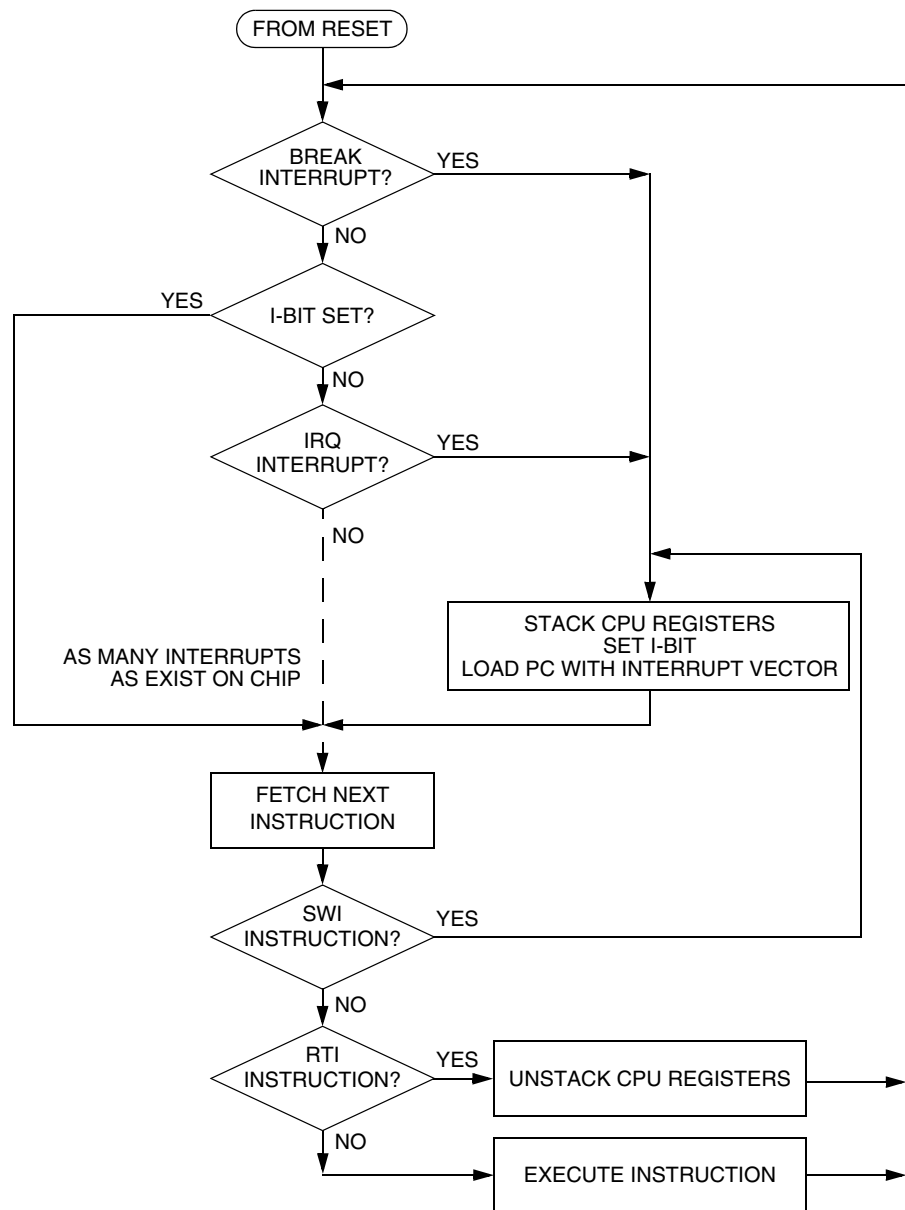 FROM RESET
BREAK
INTERRUPT?
YES
NO
YES
I-BIT SET?
NO
IRQ
INTERRUPT?
YES
NO
STACK CPU REGISTERS
SET I-BIT
LOAD PC WITH INTERRUPT VECTOR
AS MANY INTERRUPTS
AS EXIST ON CHIP
FETCH NEXT
INSTRUCTION
SWI
INSTRUCTION?
YES
NO
RTI
INSTRUCTION?
YES
UNSTACK CPU REGISTERS
NO
EXECUTE INSTRUCTION